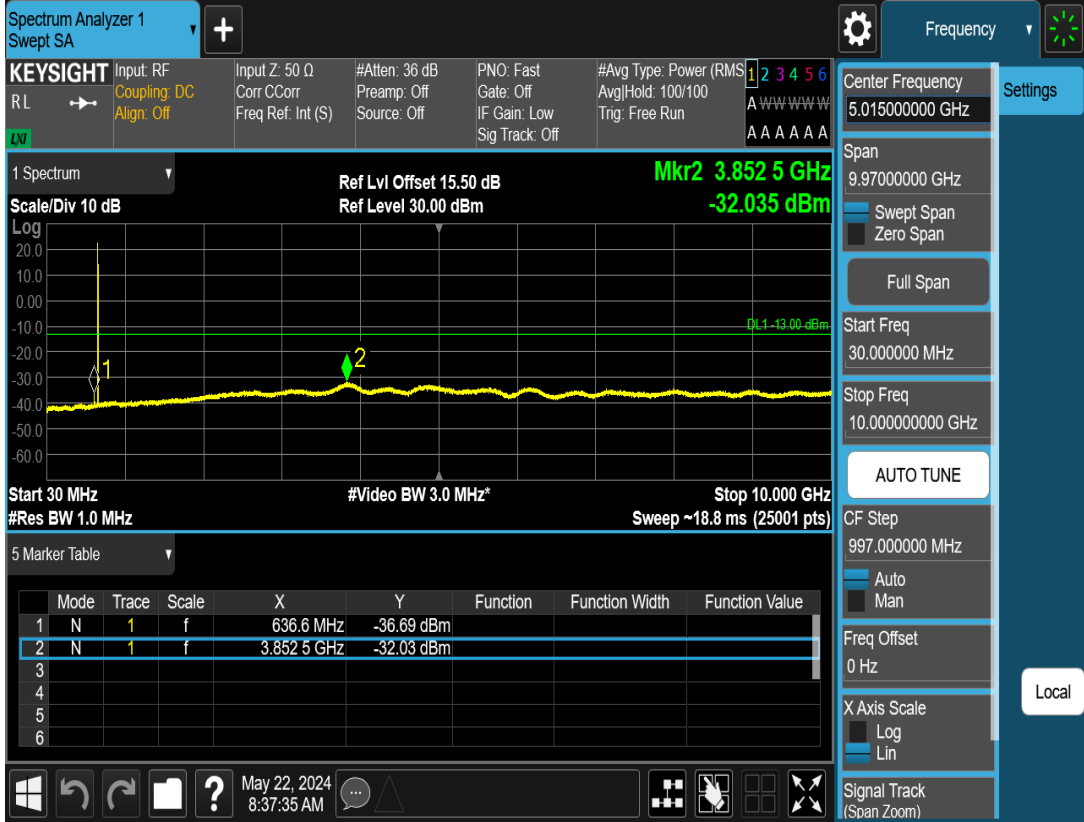 Spectrum Analyzer 1
Swept SA
+
Frequency
KEYSIGHT
RL
LXI
Input: RF
Coupling: DC
Align: Off
Input Z: 50 Ω
Corr CCorr
Freq Ref: Int (S)
#Atten: 36 dB
Preamp: Off
Source: Off
PNO: Fast
Gate: Off
IF Gain: Low
Sig Track: Off
#Avg Type: Power (RMS
Avg|Hold: 100/100
Trig: Free Run
1 2 3 4 5 6
A W W W W W
A A A A A A
1 Spectrum
Scale/Div 10 dB
Ref Lvl Offset 15.50 dB
Ref Level 30.00 dBm
Mkr2 3.852 5 GHz
-32.035 dBm
Log
20.0
10.0
0.00
-10.0
-20.0
-30.0
-40.0
-50.0
-60.0
DL1 -13.00 dBm
1
2
Start 30 MHz
#Res BW 1.0 MHz
#Video BW 3.0 MHz*
Stop 10.000 GHz
Sweep ~18.8 ms (25001 pts)
5 Marker Table
Mode Trace Scale X Y Function Function Width Function Value
1 N 1 f 636.6 MHz -36.69 dBm
2 N 1 f 3.852 5 GHz -32.03 dBm
3
4
5
6
?
May 22, 2024
8:37:35 AM
Center Frequency
5.015000000 GHz
Span
9.97000000 GHz
Swept Span
Zero Span
Full Span
Start Freq
30.000000 MHz
Stop Freq
10.000000000 GHz
AUTO TUNE
CF Step
997.000000 MHz
Auto
Man
Freq Offset
0 Hz
X Axis Scale
Log
Lin
Signal Track
(Span Zoom)
Settings
Local